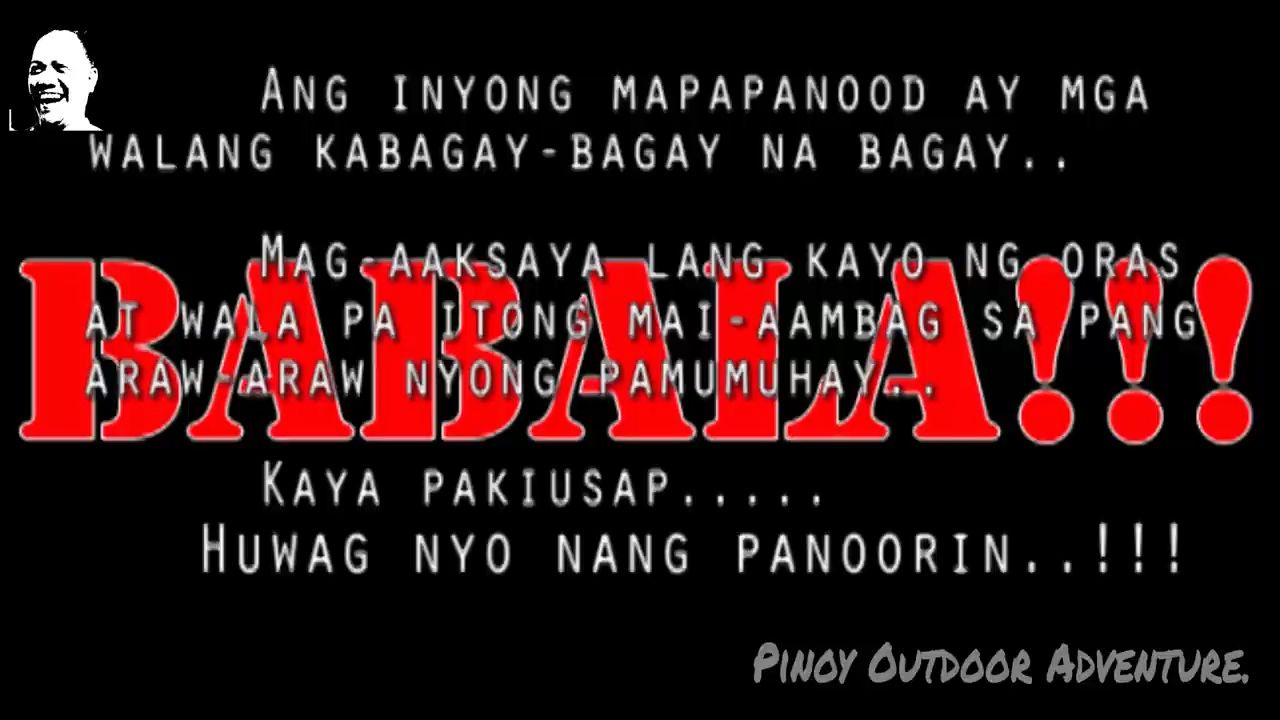 ANG INYONG MAPAPANOOD AY MGA
WALANG KABAGAY-BAGAY NA BAGAY..
MAG-AAKSAYA LANG KAYO NG ORAS
AT WALA PA ITONG MAI-AAMBAG SA PANG
ARAW-ARAW NYONG PAMUMUHAY..
BABALA!!!
KAYA PAKIUSAP.....
HUWAG NYO NANG PANOORIN..!!!
PINOY OUTDOOR ADVENTURE.